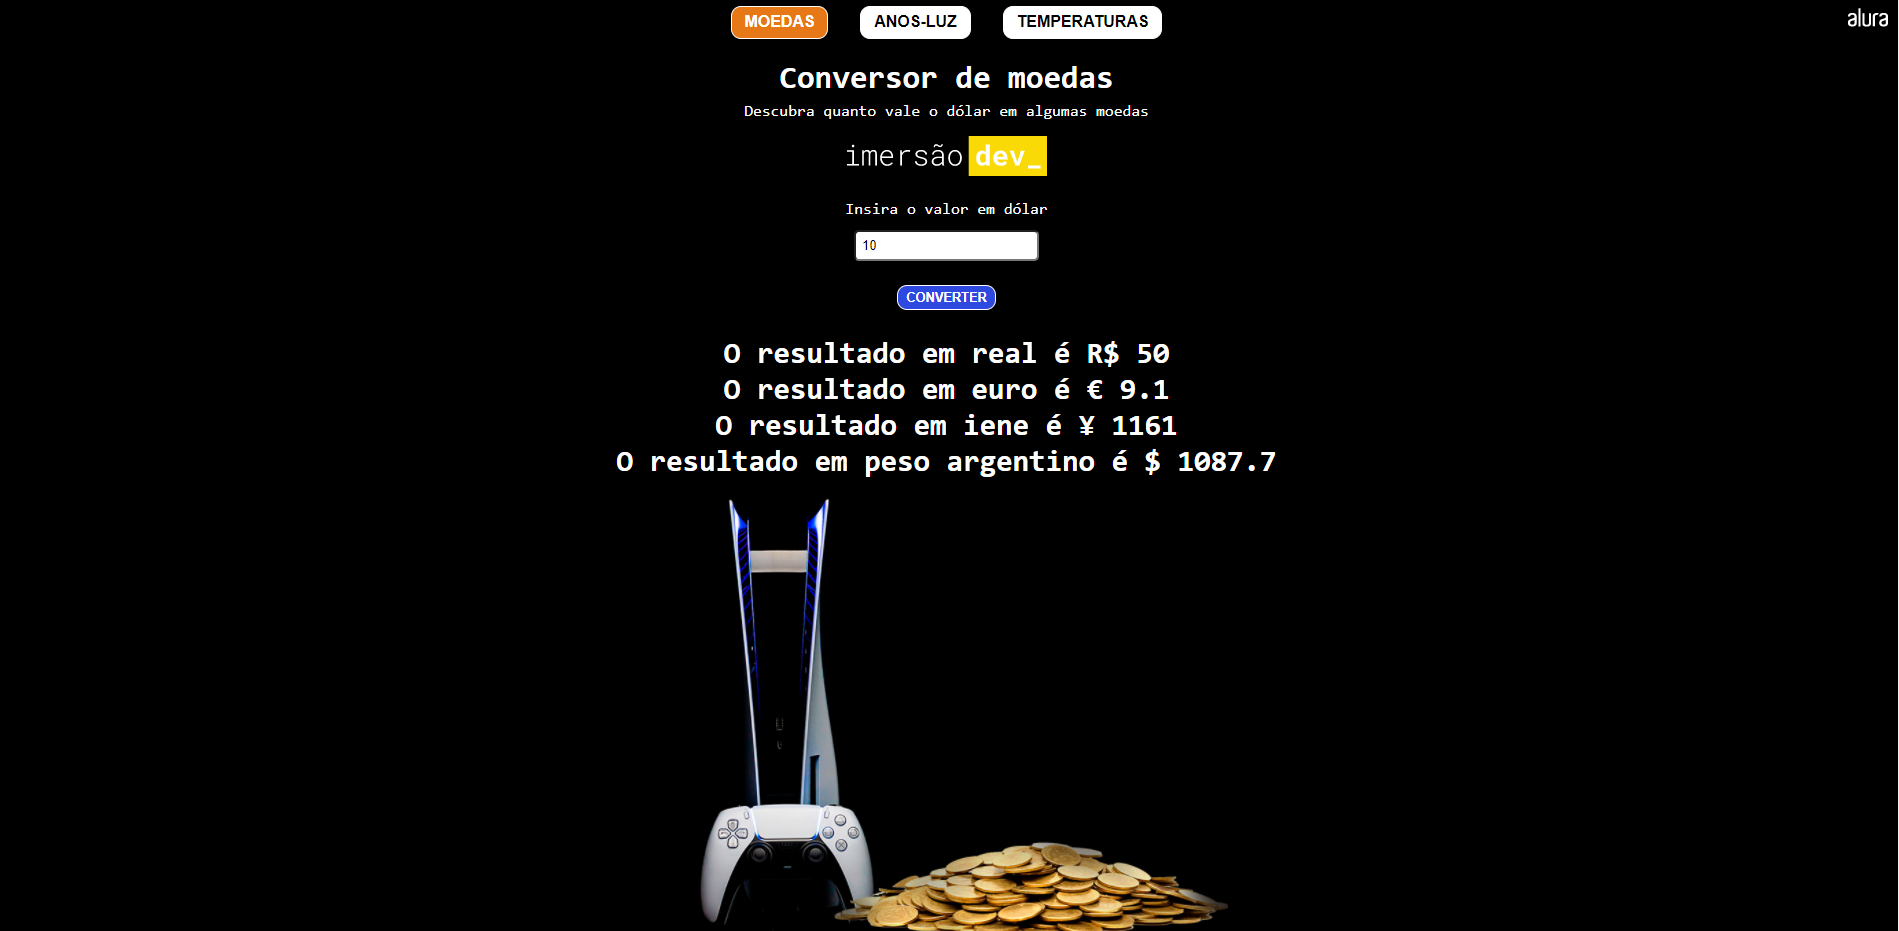 MOEDAS ANOS-LUZ TEMPERATURAS alura
Conversor de moedas
Descubra quanto vale o dólar em algumas moedas
imersão dev_
Insira o valor em dólar
10
CONVERTER
O resultado em real é R$ 50
O resultado em euro é € 9.1
O resultado em iene é ¥ 1161
O resultado em peso argentino é $ 1087.7